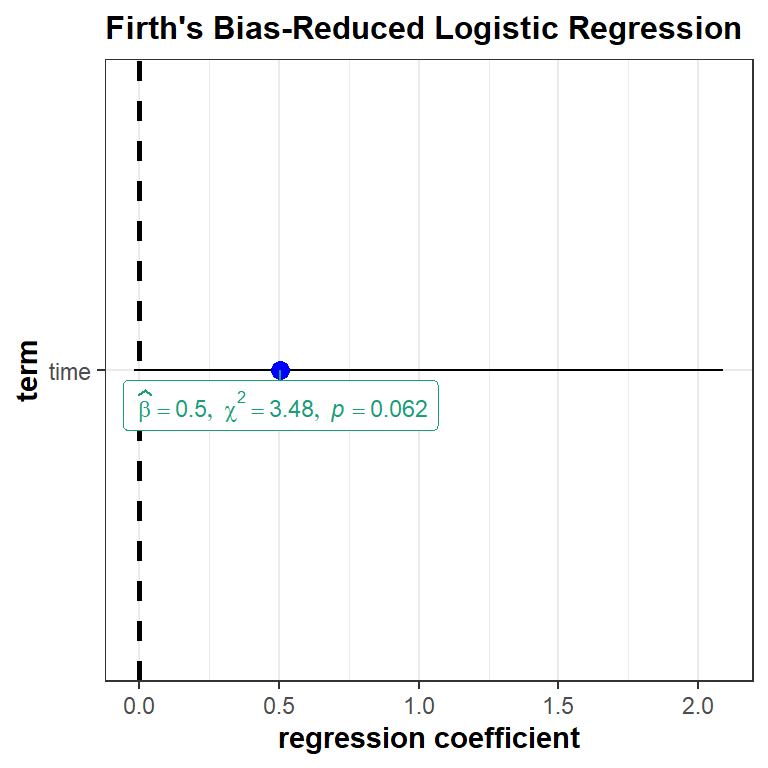 Firth's Bias-Reduced Logistic Regression
term
time
β̂ = 0.5, χ² = 3.48, p = 0.062
0.0 0.5 1.0 1.5 2.0
regression coefficient